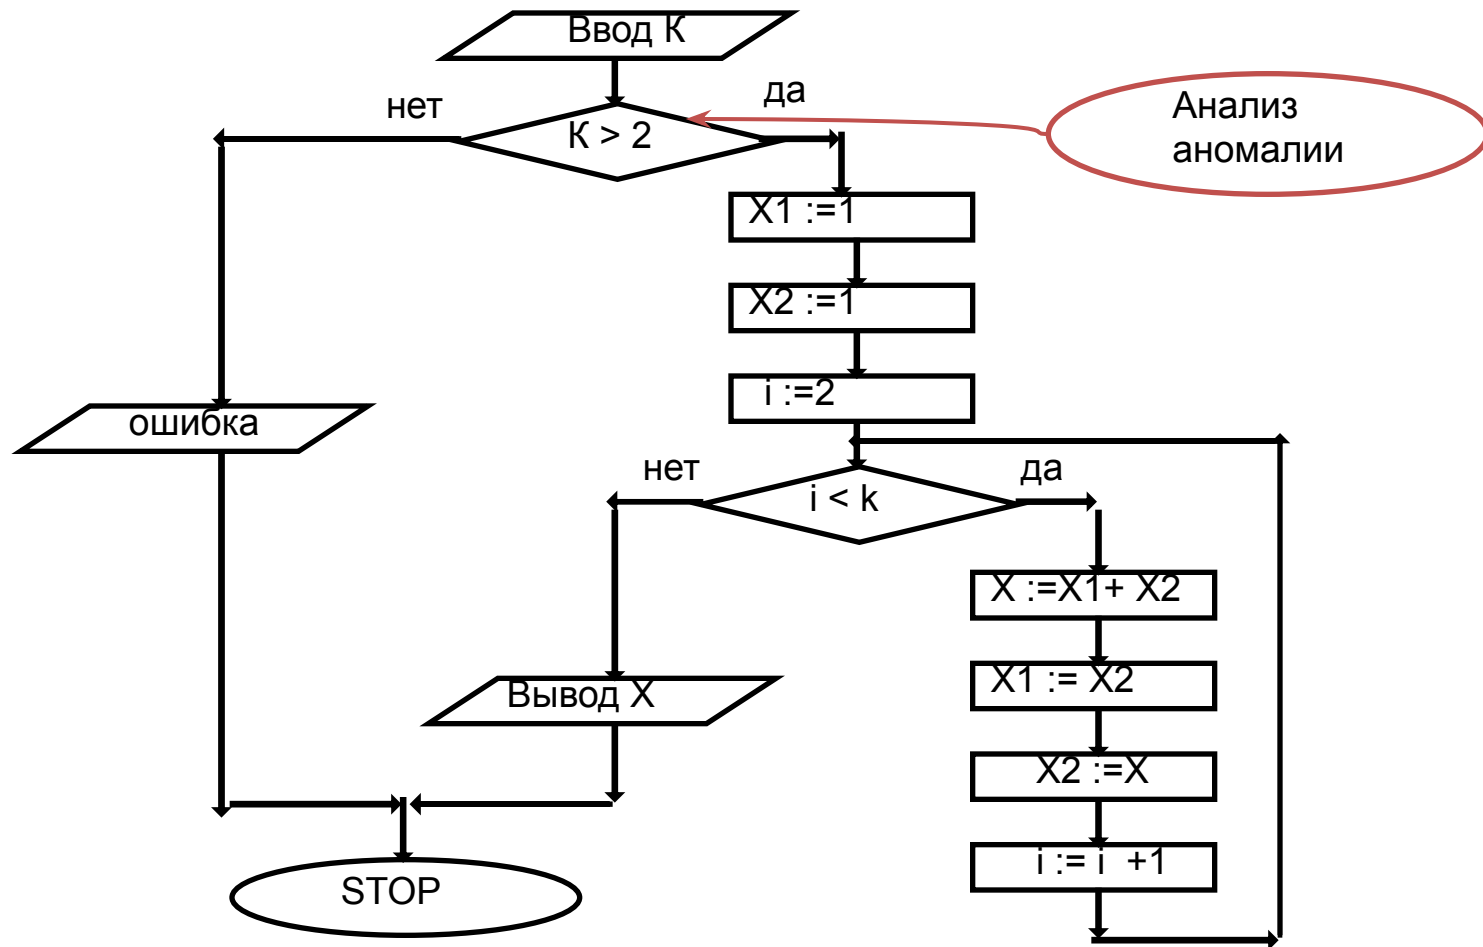 Ввод К
нет
да
Анализ
аномалии
К > 2
X1 :=1
X2 :=1
i :=2
ошибка
нет
да
i < k
X :=X1+ X2
X1 := X2
Вывод X
X2 :=X
i := i +1
STOP